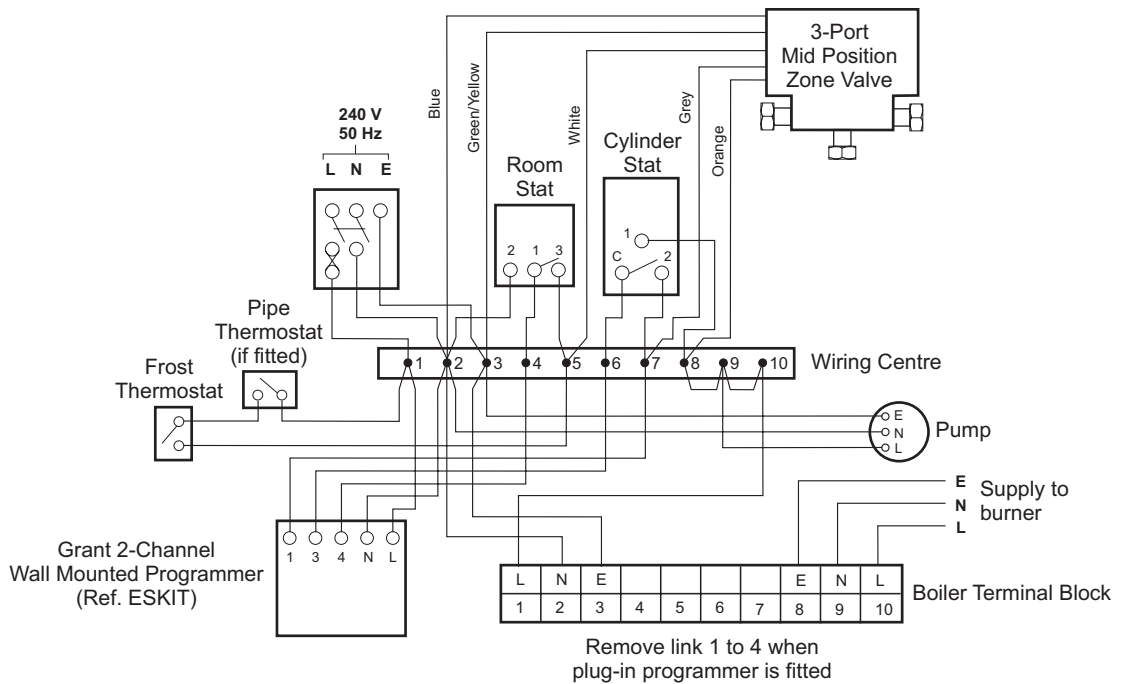 3-Port
Mid Position
Zone Valve
Blue
Green/Yellow
White
Grey
Orange
240 V
50 Hz
L N E
Room
Stat
2 1 3
Cylinder
Stat
1
C 2
Pipe
Thermostat
(if fitted)
Frost
Thermostat
1 2 3 4 5 6 7 8 9 10
Wiring Centre
E
N
L
Pump
E
N
L
Supply to
burner
Grant 2-Channel
Wall Mounted Programmer
(Ref. ESKIT)
1 3 4 N L
L N E E N L
1 2 3 4 5 6 7 8 9 10
Boiler Terminal Block
Remove link 1 to 4 when
plug-in programmer is fitted